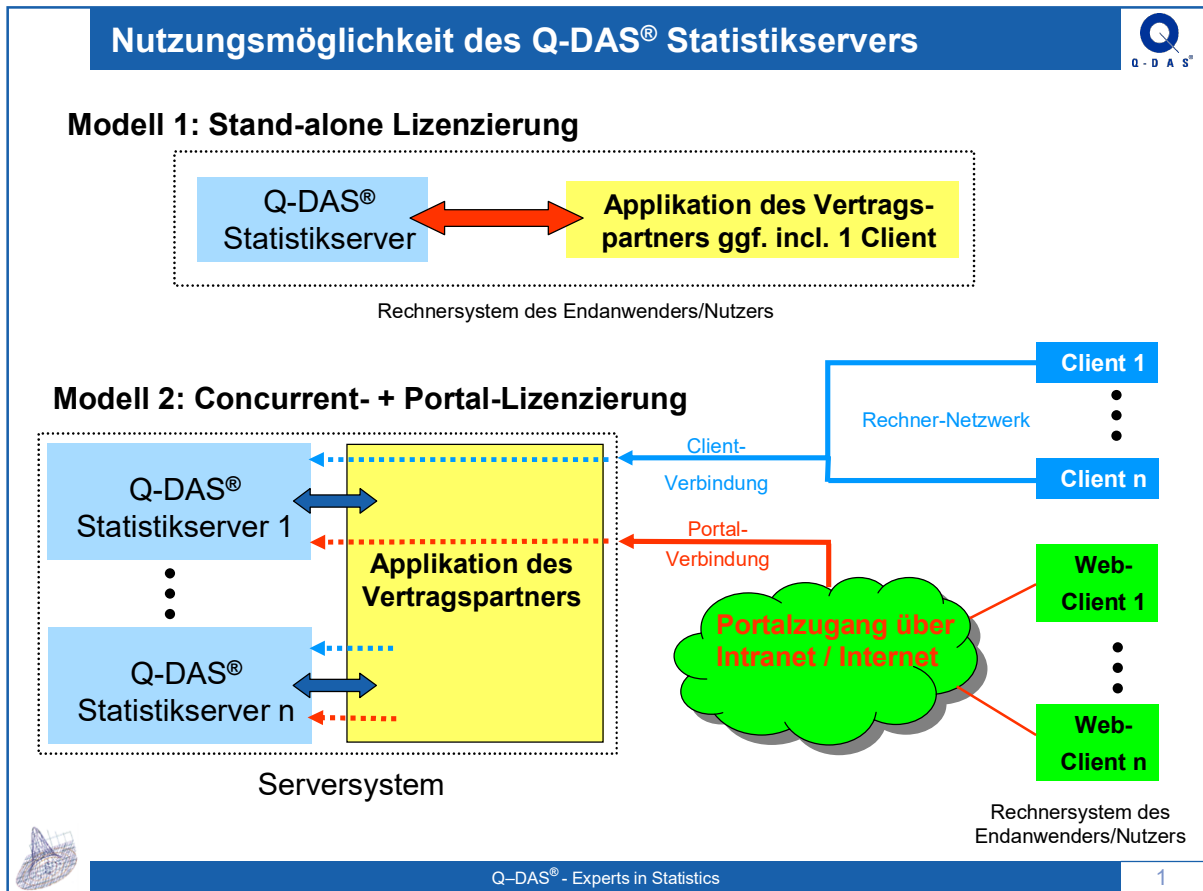 Nutzungsmöglichkeit des Q-DAS® Statistikservers
Q-DAS®
Modell 1: Stand-alone Lizenzierung
Q-DAS®
Statistikserver
Applikation des Vertrags-
partners ggf. incl. 1 Client
Rechnersystem des Endanwenders/Nutzers
Modell 2: Concurrent- + Portal-Lizenzierung
Q-DAS®
Statistikserver 1
Q-DAS®
Statistikserver n
Applikation des
Vertragspartners
Serversystem
Client-
Verbindung
Portal-
Verbindung
Rechner-Netzwerk
Client 1
Client n
Portalzugang über
Intranet / Internet
Web-
Client 1
Web-
Client n
Rechnersystem des
Endanwenders/Nutzers
Q–DAS® - Experts in Statistics
1